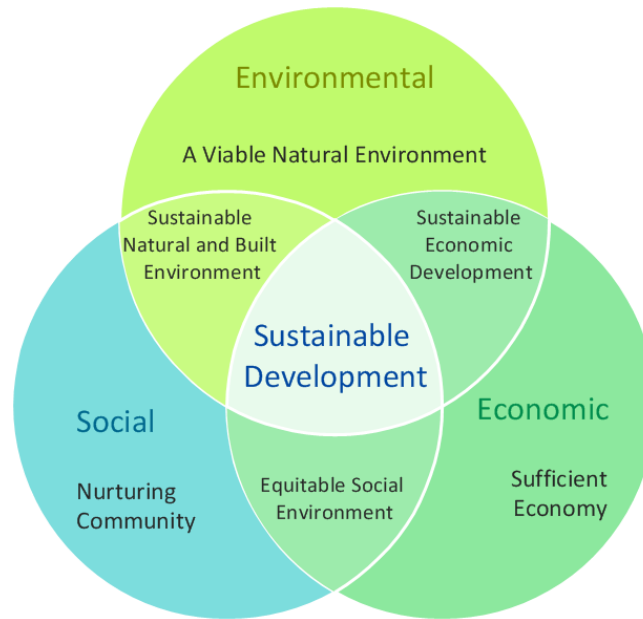 Environmental
A Viable Natural Environment
Sustainable
Natural and Built
Environment
Sustainable
Economic
Development
Sustainable
Development
Social
Nurturing
Community
Economic
Sufficient
Economy
Equitable Social
Environment